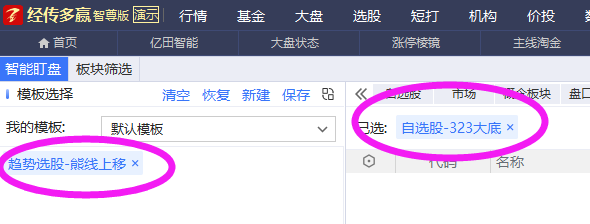 经传多赢 智尊版 演示 行情 基金 大盘 选股 短打 机构 价投
首页 亿田智能 大盘状态 涨停棱镜 主线淘金
智能盯盘 板块筛选
模板选择 清空 恢复 新建 保存 自选股 市场 概念板块 盘口
我的模板: 默认模板 已选: 自选股-323大底 ×
趋势选股-熊线上移 × 代码 名称